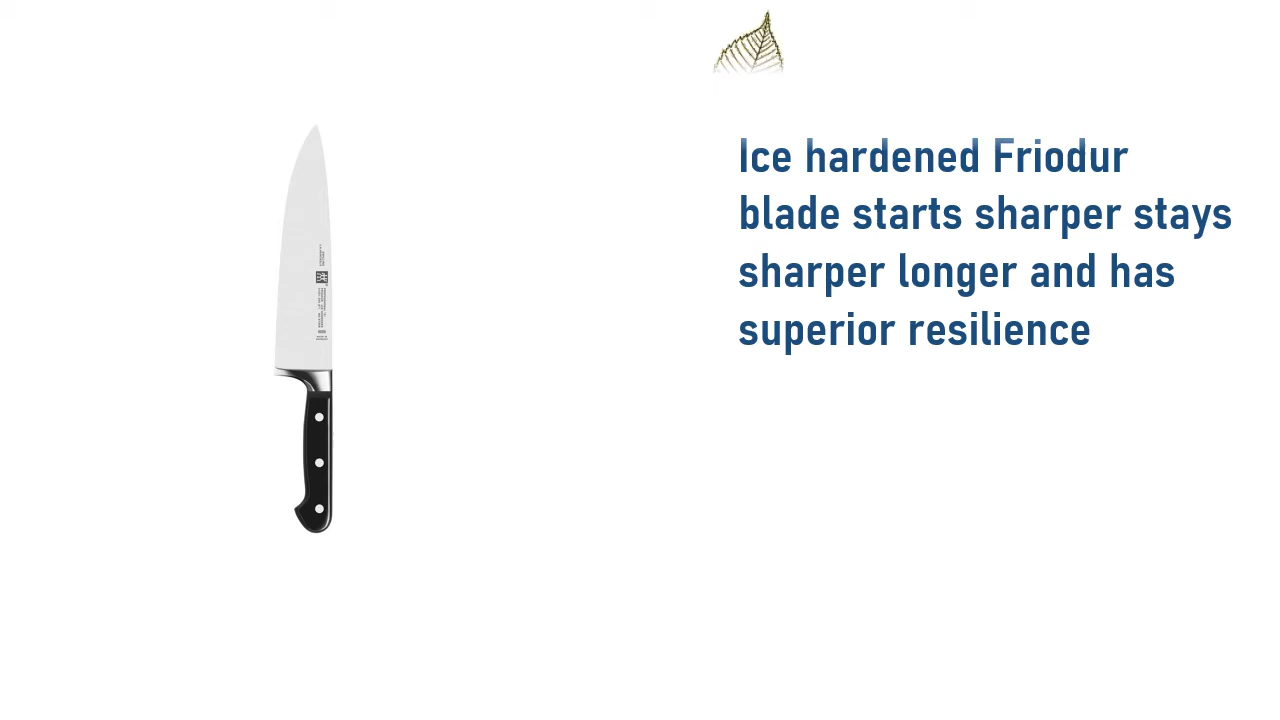 Ice hardened Friodur
blade starts sharper stays
sharper longer and has
superior resilience